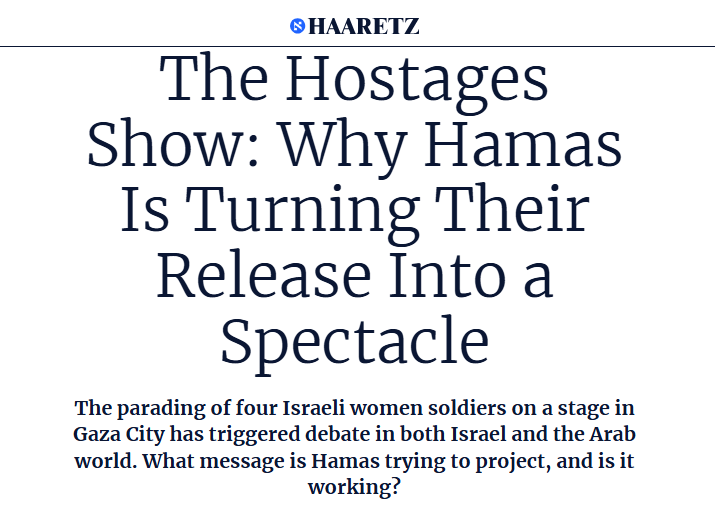 HAARETZ
The Hostages
Show: Why Hamas
Is Turning Their
Release Into a
Spectacle
The parading of four Israeli women soldiers on a stage in
Gaza City has triggered debate in both Israel and the Arab
world. What message is Hamas trying to project, and is it
working?